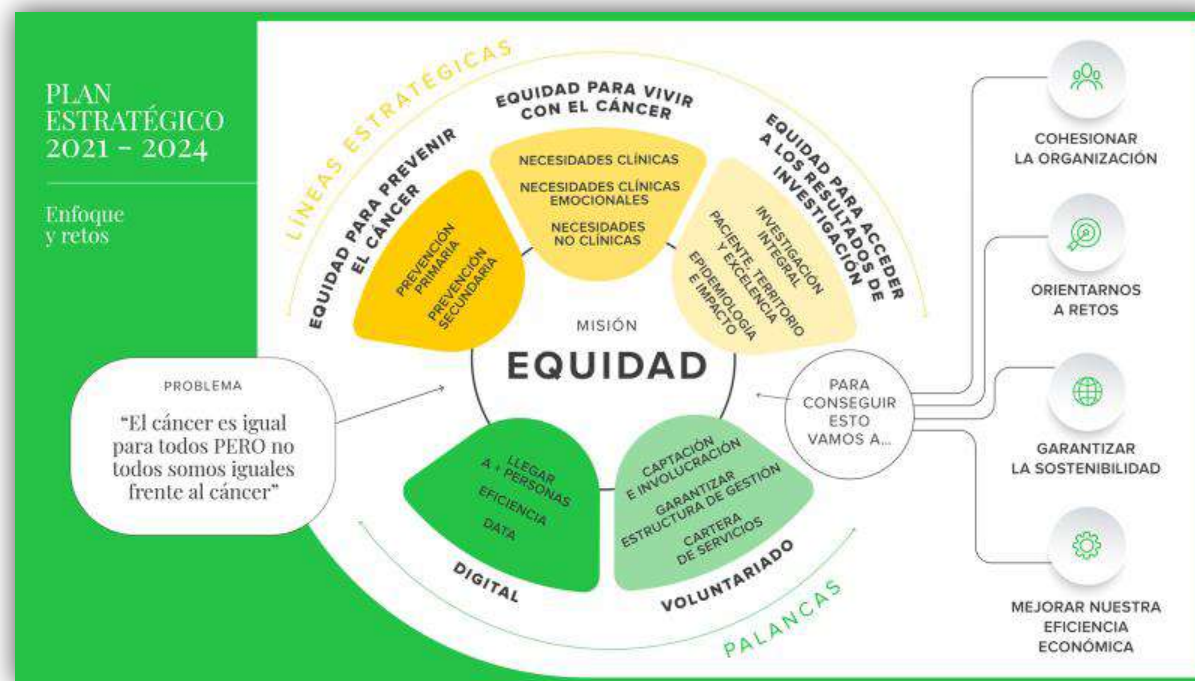 PLAN
ESTRATÉGICO
2021 – 2024
Enfoque
y retos
LÍNEAS ESTRATÉGICAS
EQUIDAD PARA PREVENIR
EL CÁNCER
PREVENCIÓN
PRIMARIA
PREVENCIÓN
SECUNDARIA
EQUIDAD PARA VIVIR
CON EL CÁNCER
NECESIDADES CLÍNICAS
NECESIDADES CLÍNICAS
EMOCIONALES
NECESIDADES
NO CLÍNICAS
EQUIDAD PARA ACCEDER
A LOS RESULTADOS DE
INVESTIGACIÓN
INVESTIGACIÓN
INTEGRAL
PACIENTE, TERRITORIO
Y EXCELENCIA
EPIDEMIOLOGÍA
E IMPACTO
MISIÓN
EQUIDAD
PROBLEMA
“El cáncer es igual
para todos PERO no
todos somos iguales
frente al cáncer”
LLEGAR
A + PERSONAS
EFICIENCIA
DATA
DIGITAL
CAPTACIÓN
E INVOLUCRACIÓN
GARANTIZAR
ESTRUCTURA DE GESTIÓN
CARTERA
DE SERVICIOS
VOLUNTARIADO
PALANCAS
PARA
CONSEGUIR
ESTO
VAMOS A...
COHESIONAR
LA ORGANIZACIÓN
ORIENTARNOS
A RETOS
GARANTIZAR
LA SOSTENIBILIDAD
MEJORAR NUESTRA
EFICIENCIA
ECONÓMICA